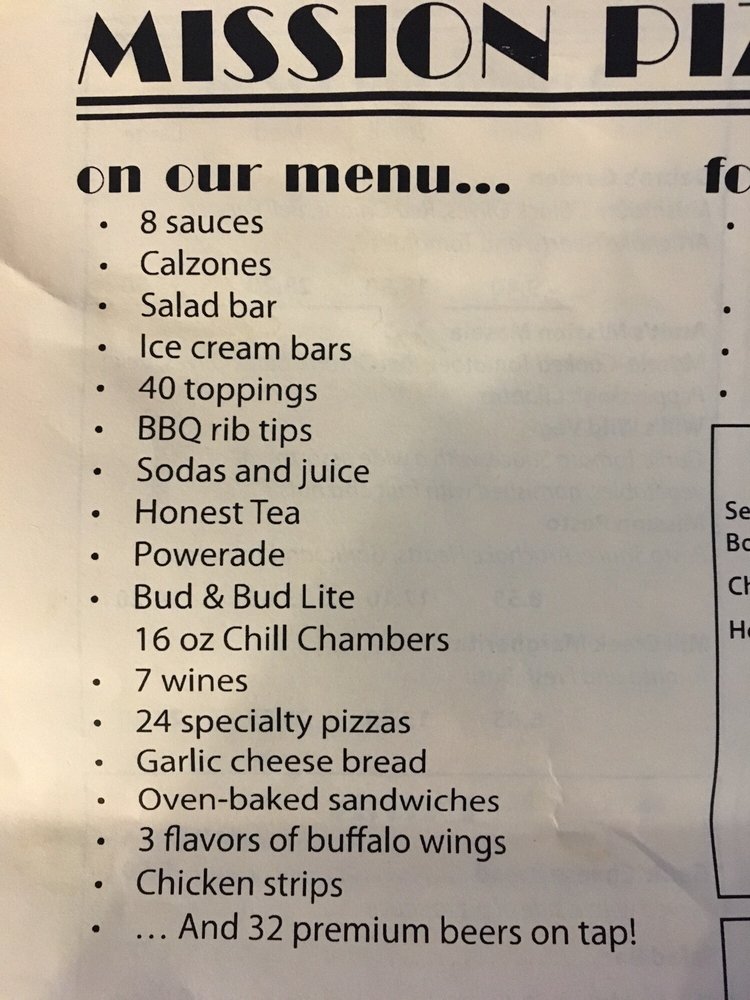 MISSION
on our menu...
• 8 sauces
• Calzones
• Salad bar
• Ice cream bars
• 40 toppings
• BBQ rib tips
• Sodas and juice
• Honest Tea
• Powerade
• Bud & Bud Lite
16 oz Chill Chambers
• 7 wines
• 24 specialty pizzas
• Garlic cheese bread
• Oven-baked sandwiches
• 3 flavors of buffalo wings
• Chicken strips
• ... And 32 premium beers on tap!